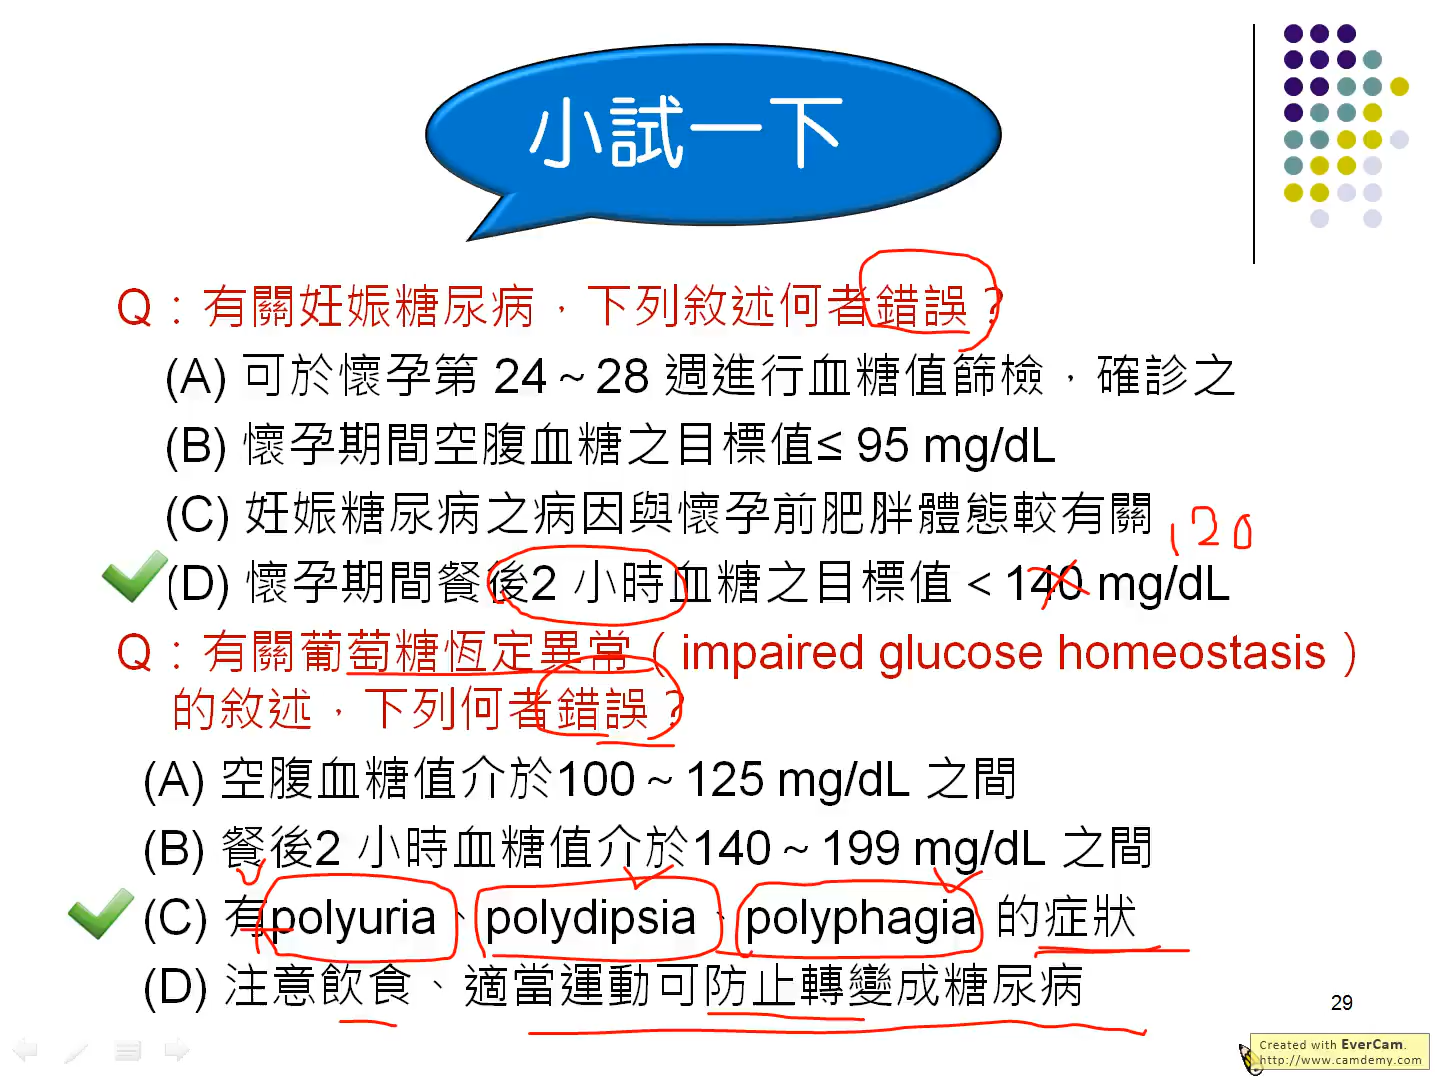 小試一下
Q：有關妊娠糖尿病，下列敘述何者錯誤？
(A) 可於懷孕第 24～28 週進行血糖值篩檢，確診之
(B) 懷孕期間空腹血糖之目標值≤ 95 mg/dL
(C) 妊娠糖尿病之病因與懷孕前肥胖體態較有關
120
(D) 懷孕期間餐後2 小時血糖之目標值＜140 mg/dL
Q：有關葡萄糖恆定異常（impaired glucose homeostasis）
的敘述，下列何者錯誤？
(A) 空腹血糖值介於100～125 mg/dL 之間
(B) 餐後2 小時血糖值介於140～199 mg/dL 之間
(C) 有polyuria、polydipsia、polyphagia 的症狀
(D) 注意飲食、適當運動可防止轉變成糖尿病
29
Created with EverCam.
http://www.camdemy.com